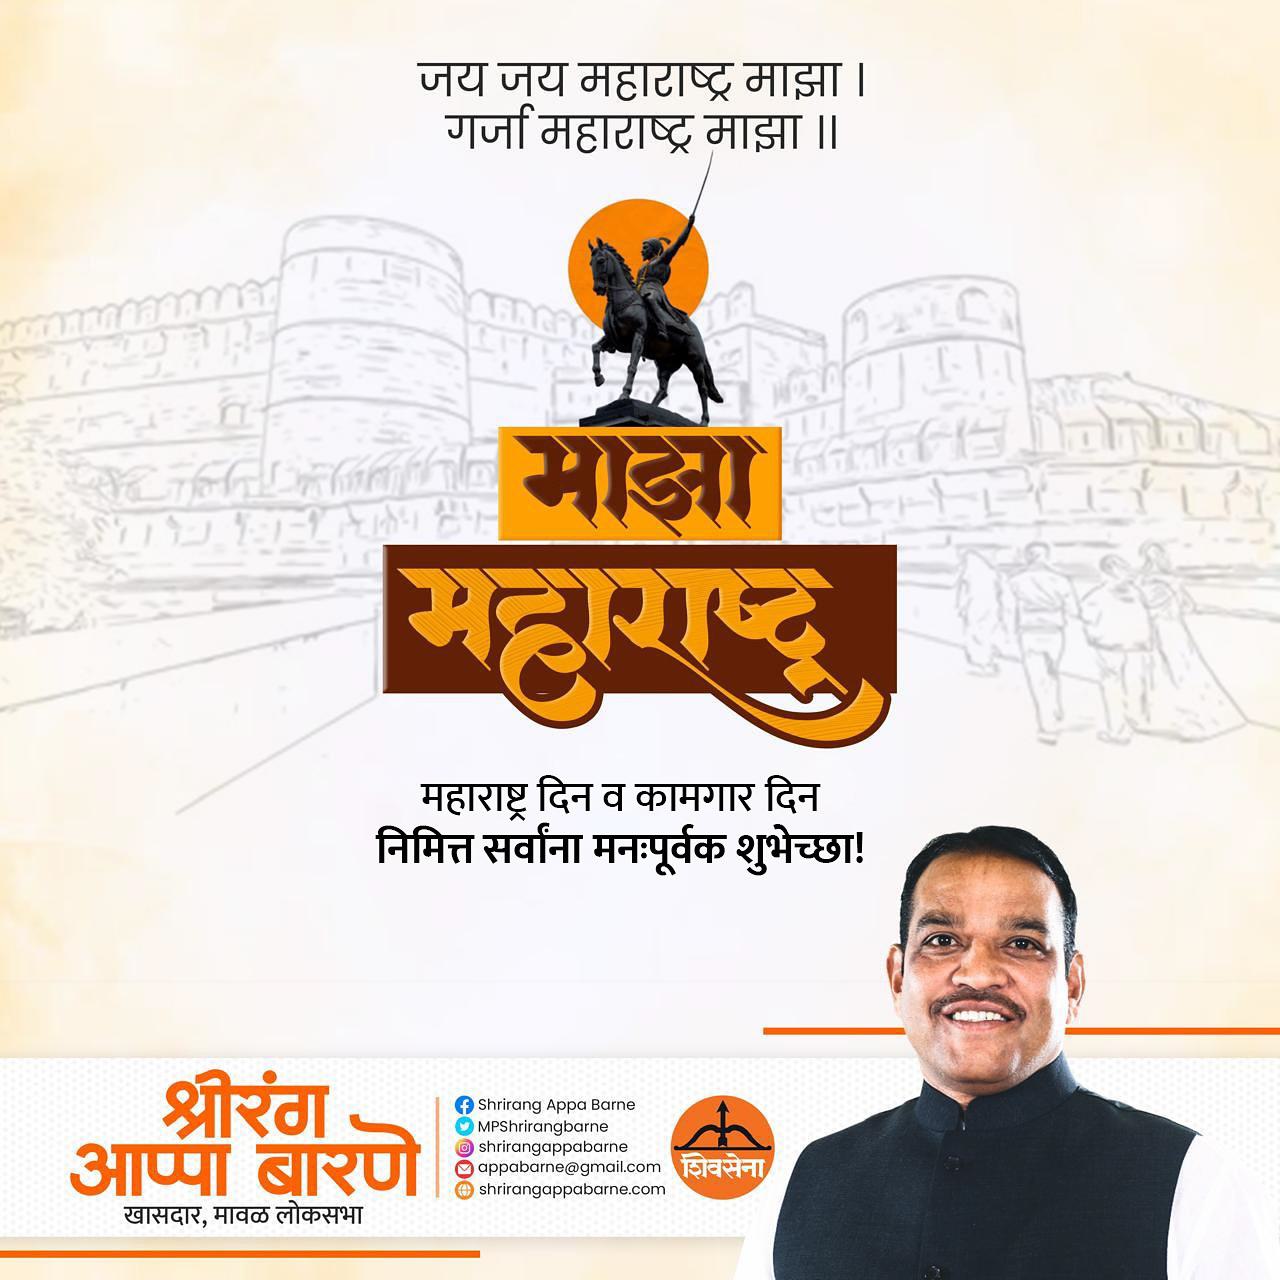 जय जय महाराष्ट्र माझा ।
गर्जा महाराष्ट्र माझा ॥
माझा
महाराष्ट्र
महाराष्ट्र दिन व कामगार दिन
निमित्त सर्वांना मनःपूर्वक शुभेच्छा!
श्रीरंग
आप्पा बारणे
खासदार, मावळ लोकसभा
Shrirang Appa Barne
MPShrirangbarne
shrirangappabarne
appabarne@gmail.com
shrirangappabarne.com
शिवसेना